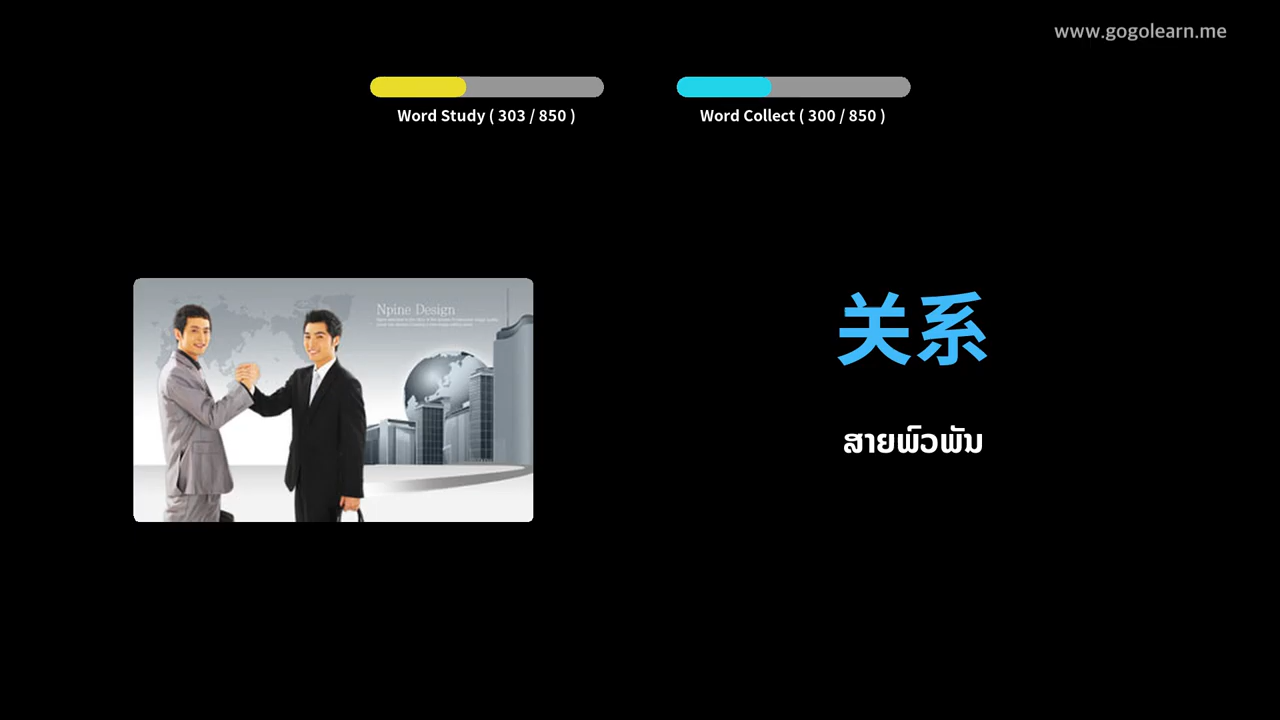 www.gogolearn.me
Word Study ( 303 / 850 )
Word Collect ( 300 / 850 )
Npine Design
关系
ສາຍພົວພັນ